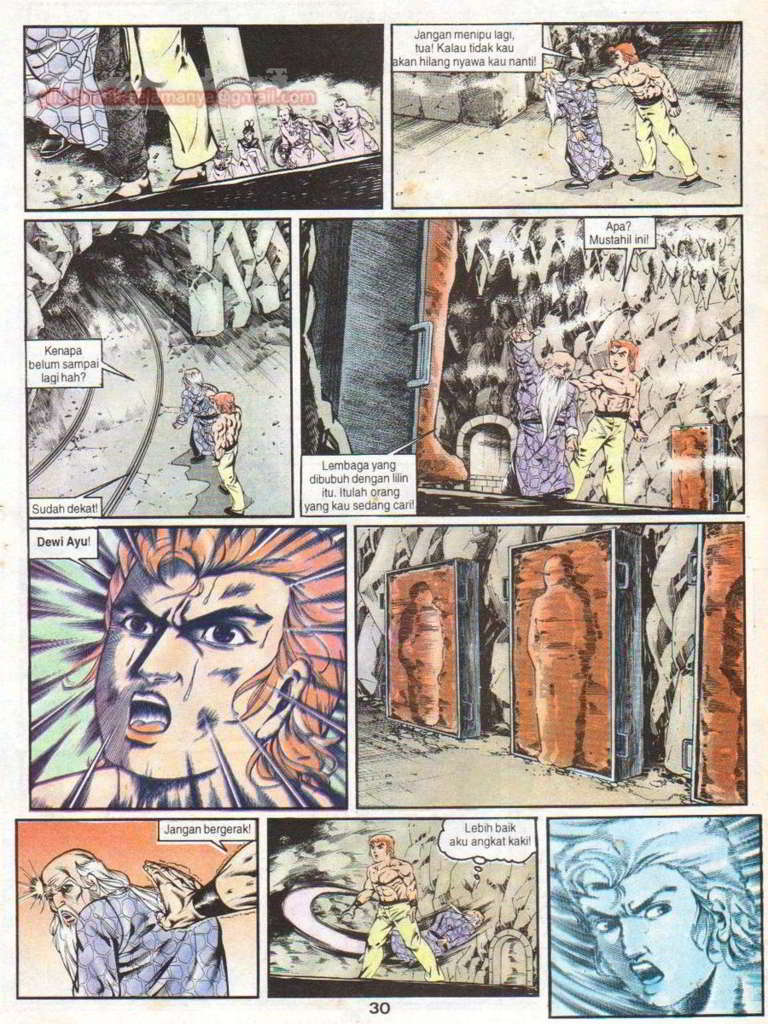 Jangan menipu lagi,
tua! Kalau tidak kau
akan hilang nyawa kau nanti!
Kenapa
belum sampai
lagi hah?
Sudah dekat!
Apa?
Mustahil ini!
Lembaga yang
dibubuh dengan lilin
itu. Itulah orang
yang kau sedang cari!
Dewi Ayu!
Jangan bergerak!
Lebih baik
aku angkat kaki!
30